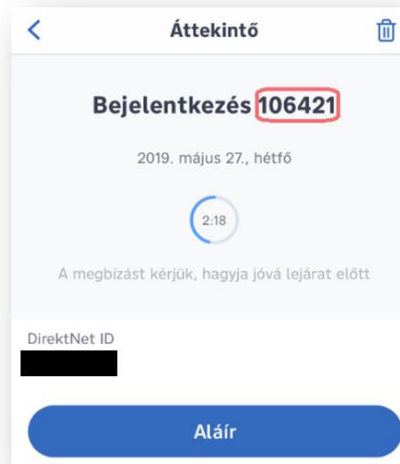 Áttekintő
Bejelentkezés 106421
2019. május 27., hétfő
2:18
A megbízást kérjük, hagyja jóvá lejárat előtt
DirektNet ID
Aláír